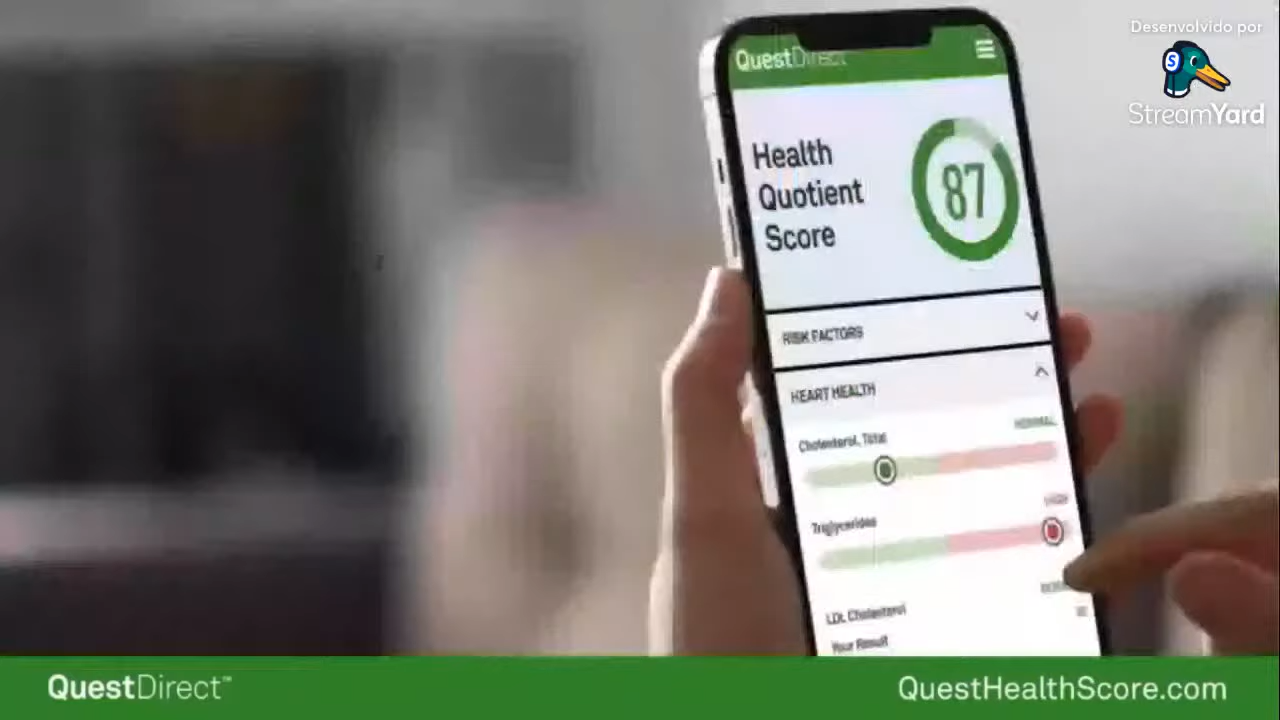 Desenvolvido por
StreamYard
QuestDirect
Health
Quotient
Score
87
RISK FACTORS
HEART HEALTH
NORMAL
Cholesterol, Total
HIGH
Triglycerides
LDL Cholesterol
Your Result
QuestDirect™
QuestHealthScore.com